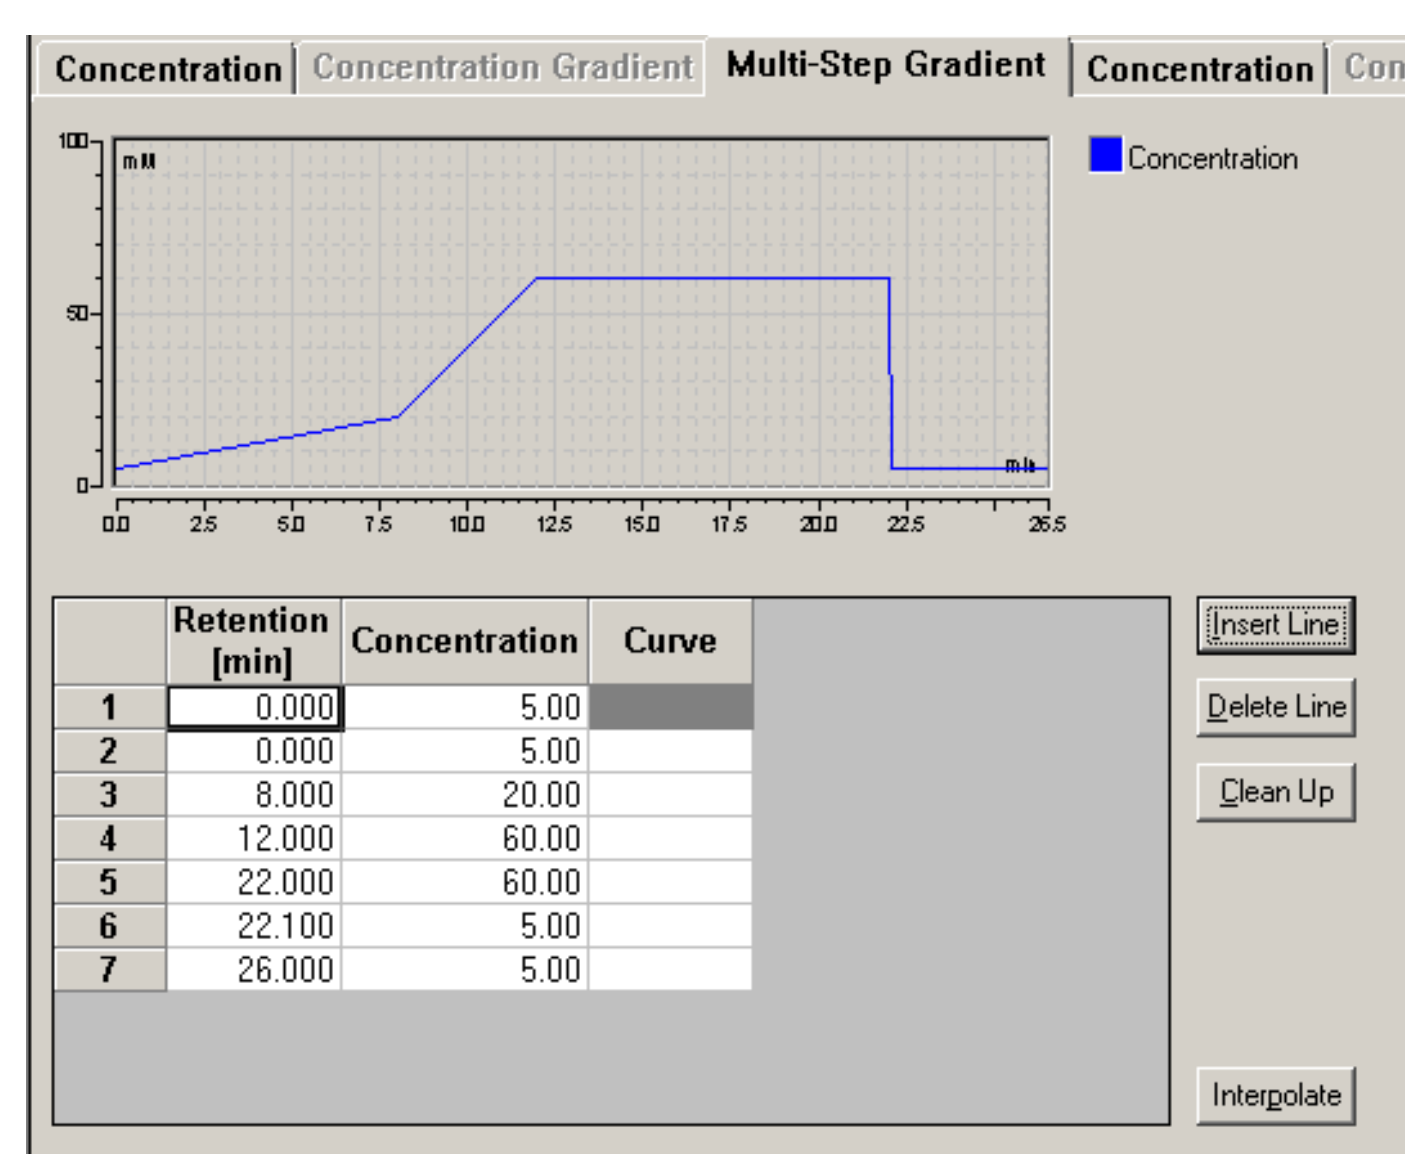 Concentration Concentration Gradient Multi-Step Gradient Concentration Con
100
mM
Concentration
50
min
0
0.0 2.5 5.0 7.5 10.0 12.5 15.0 17.5 20.0 22.5 26.5
Retention [min] Concentration Curve
1 0.000 5.00
2 0.000 5.00
3 8.000 20.00
4 12.000 60.00
5 22.000 60.00
6 22.100 5.00
7 26.000 5.00
Insert Line
Delete Line
Clean Up
Interpolate